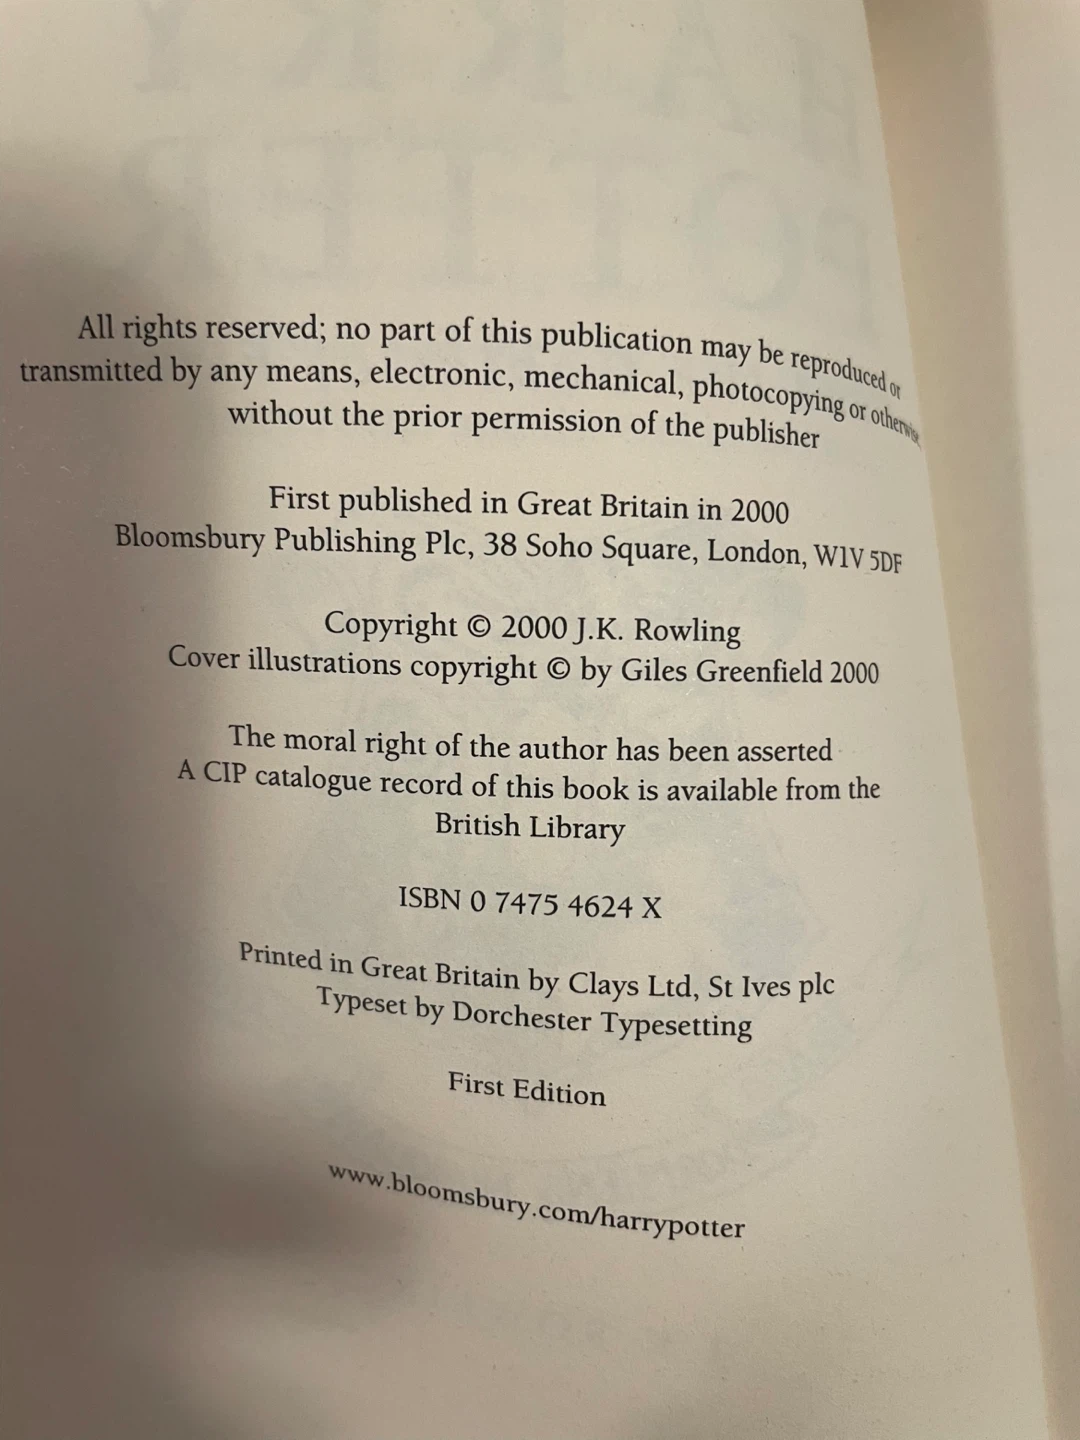 All rights reserved; no part of this publication may be reproduced or
transmitted by any means, electronic, mechanical, photocopying or otherwise,
without the prior permission of the publisher
First published in Great Britain in 2000
Bloomsbury Publishing Plc, 38 Soho Square, London, W1V 5DF
Copyright © 2000 J.K. Rowling
Cover illustrations copyright © by Giles Greenfield 2000
The moral right of the author has been asserted
A CIP catalogue record of this book is available from the
British Library
ISBN 0 7475 4624 X
Printed in Great Britain by Clays Ltd, St Ives plc
Typeset by Dorchester Typesetting
First Edition
www.bloomsbury.com/harrypotter